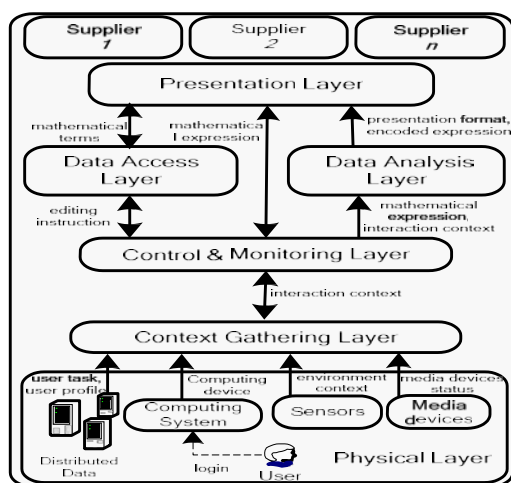 Supplier
1
Supplier
2
Supplier
n
Presentation Layer
mathematical
terms
mathematica
l expression
presentation format,
encoded expression
Data Access
Layer
Data Analysis
Layer
editing
instruction
mathematical
expression,
interaction context
Control & Monitoring Layer
interaction context
Context Gathering Layer
user task,
user profile
Computing
device
environment
context
media devices
status
Computing
System
Sensors
Media
devices
Distributed
Data
login
User
Physical Layer